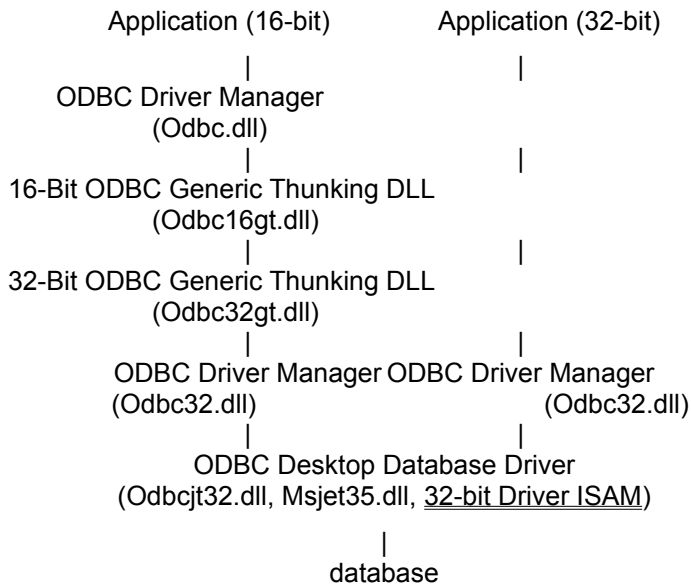 Application (16-bit) Application (32-bit)
| |
ODBC Driver Manager
(Odbc.dll)
| |
16-Bit ODBC Generic Thunking DLL
(Odbc16gt.dll)
| |
32-Bit ODBC Generic Thunking DLL
(Odbc32gt.dll)
| |
ODBC Driver Manager ODBC Driver Manager
(Odbc32.dll) (Odbc32.dll)
| |
ODBC Desktop Database Driver
(Odbcjt32.dll, Msjet35.dll, 32-bit Driver ISAM)
|
database